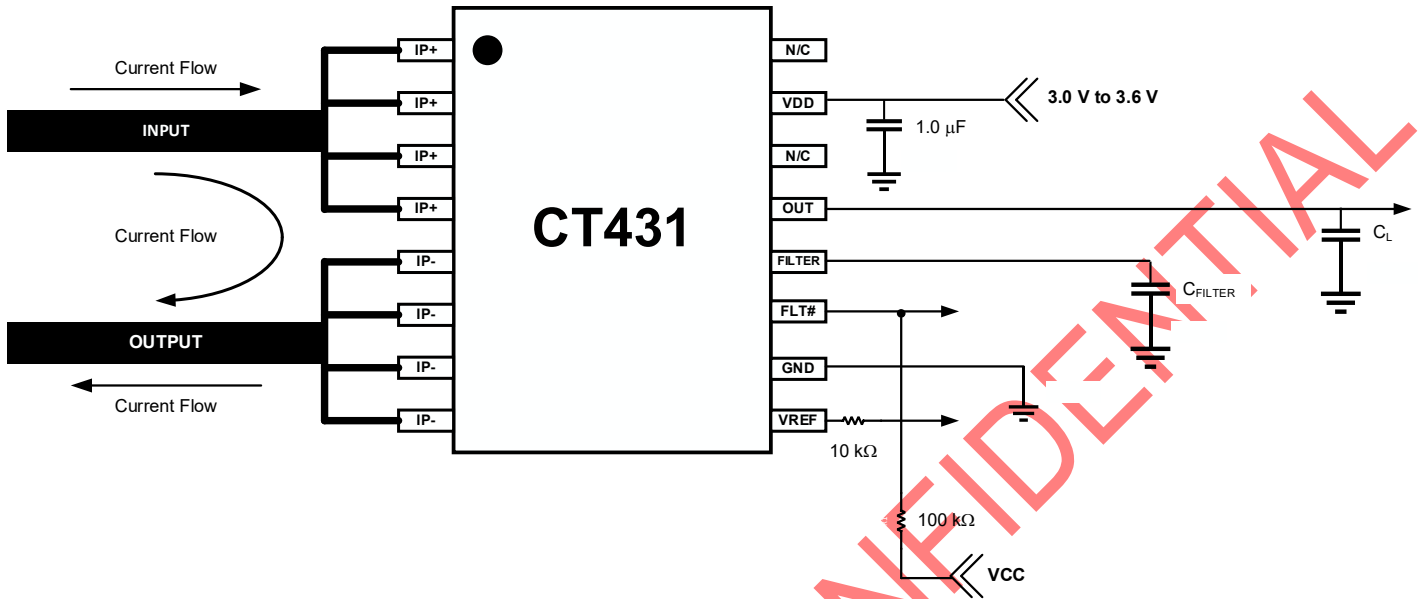 Current Flow
INPUT
Current Flow
OUTPUT
Current Flow
IP+
IP+
IP+
IP+
IP-
IP-
IP-
IP-
CT431
N/C
VDD
N/C
OUT
FILTER
FLT#
GND
VREF
3.0 V to 3.6 V
1.0 μF
CL
CFILTER
10 kΩ
100 kΩ
VCC
NFIDENTIAL